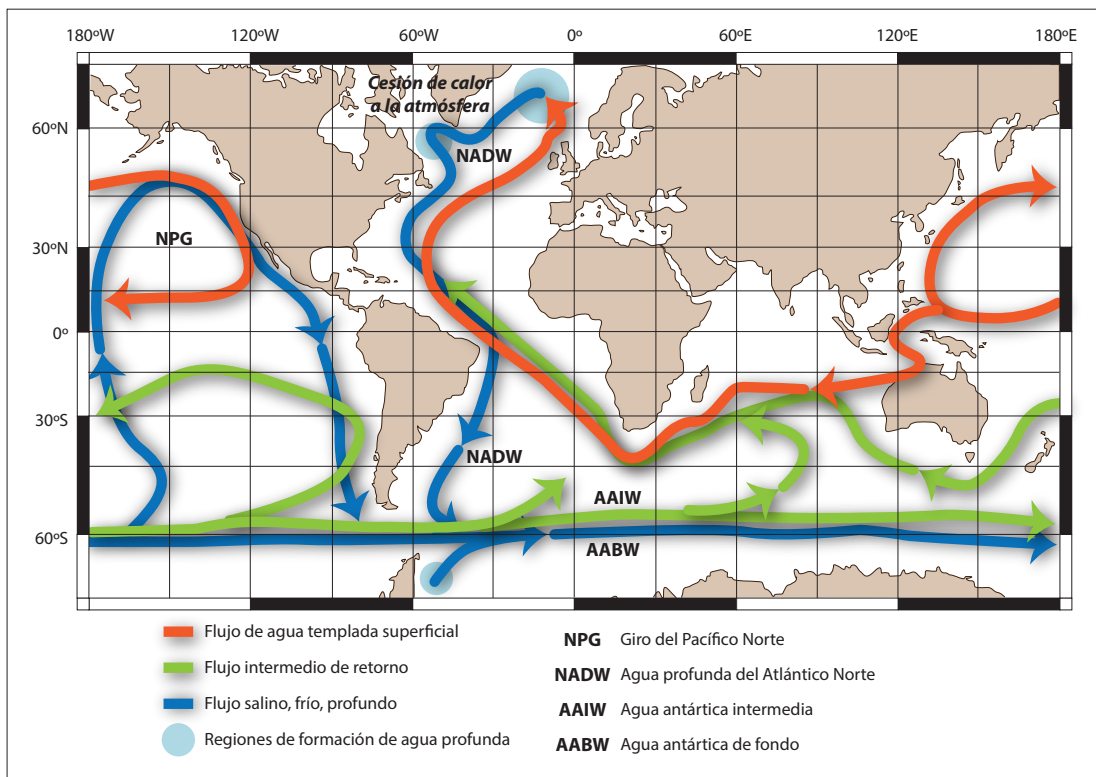 180ºW 120ºW 60ºW 0º 60ºE 120ºE 180ºE
Cesión de calor
a la atmósfera
60ºN
NADW
NPG
30ºN
0º
30ºS
NADW
AAIW
60ºS
AABW
Flujo de agua templada superficial
Flujo intermedio de retorno
Flujo salino, frío, profundo
Regiones de formación de agua profunda
NPG Giro del Pacífico Norte
NADW Agua profunda del Atlántico Norte
AAIW Agua antártica intermedia
AABW Agua antártica de fondo